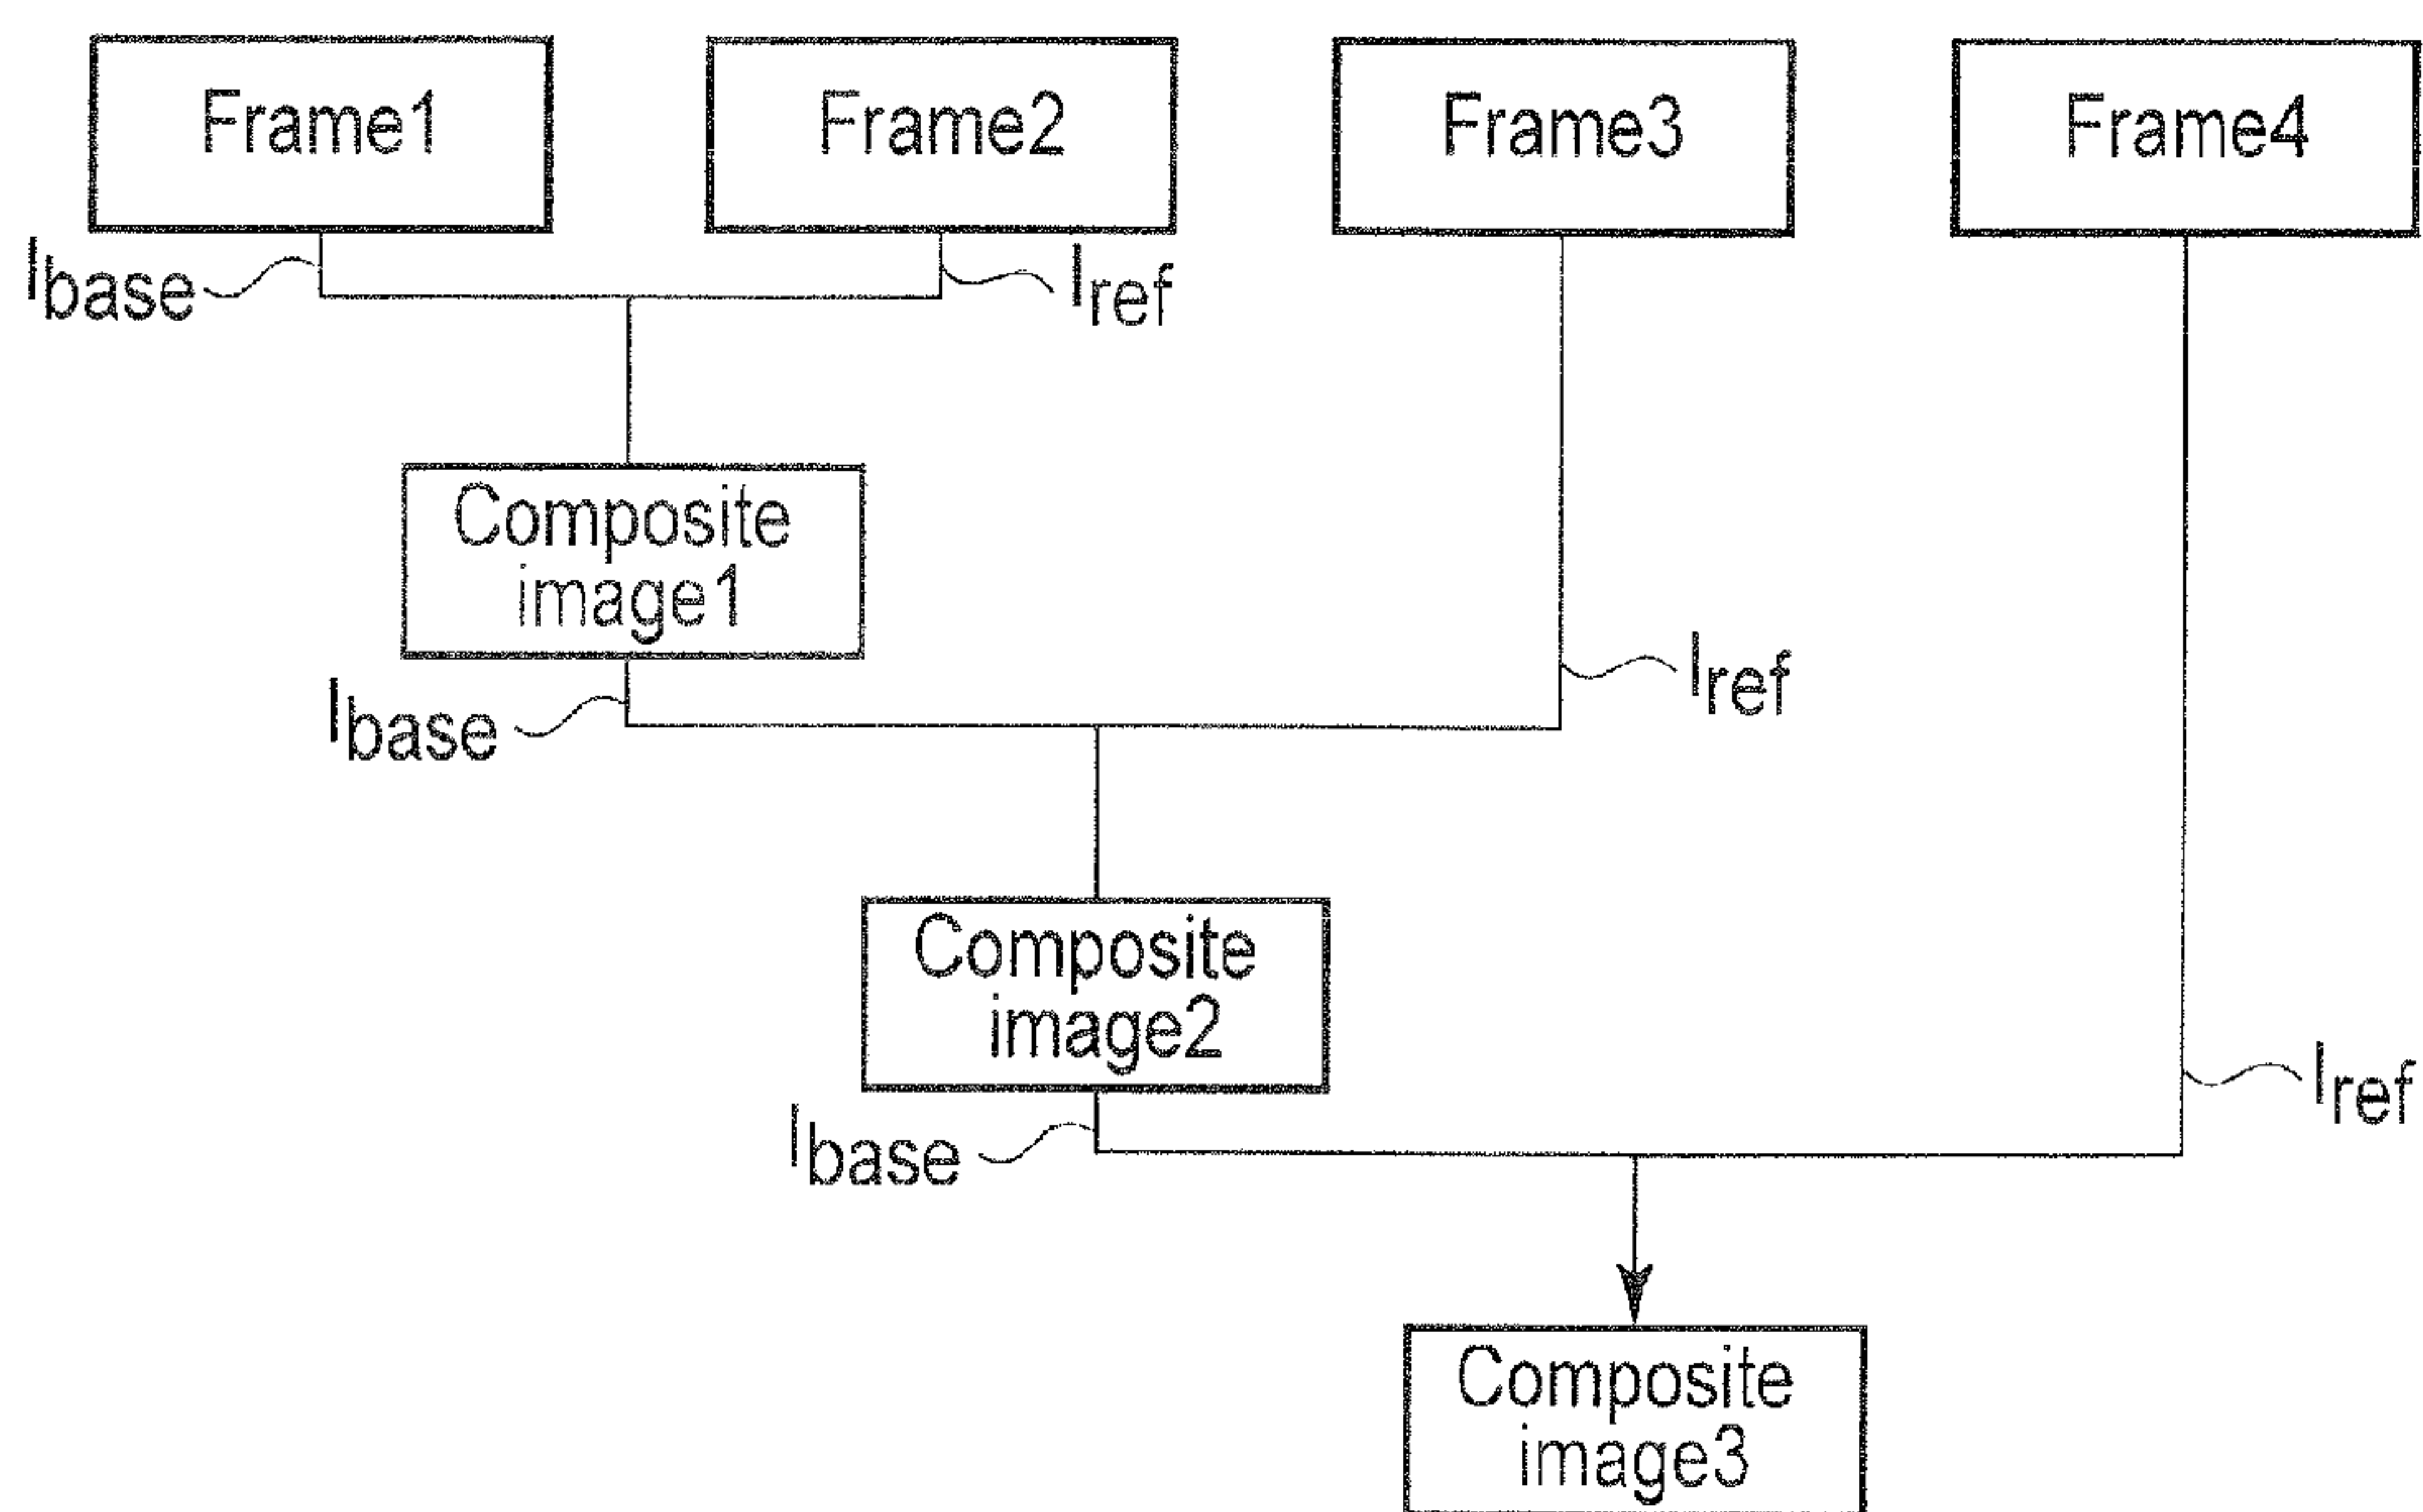 Frame1
Frame2
Frame3
Frame4
Ibase
Iref
Composite
image1
Ibase
Iref
Composite
image2
Ibase
Iref
Composite
image3